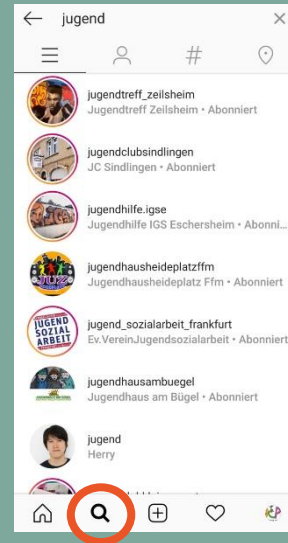 jugend
jugendtreff_zeilsheim
Jugendtreff Zeilsheim • Abonniert
jugendclubsindlingen
JC Sindlingen • Abonniert
jugendhilfe.igse
Jugendhilfe IGS Eschersheim • Abonni...
jugendhausheideplatzffm
Jugendhausheideplatz Ffm • Abonniert
JUGEND
SOZIAL
ARBEIT
jugend_sozialarbeit_frankfurt
Ev.VereinJugendsozialarbeit • Abonniert
jugendhausambuegel
Jugendhaus am Bügel • Abonniert
jugend
Herry